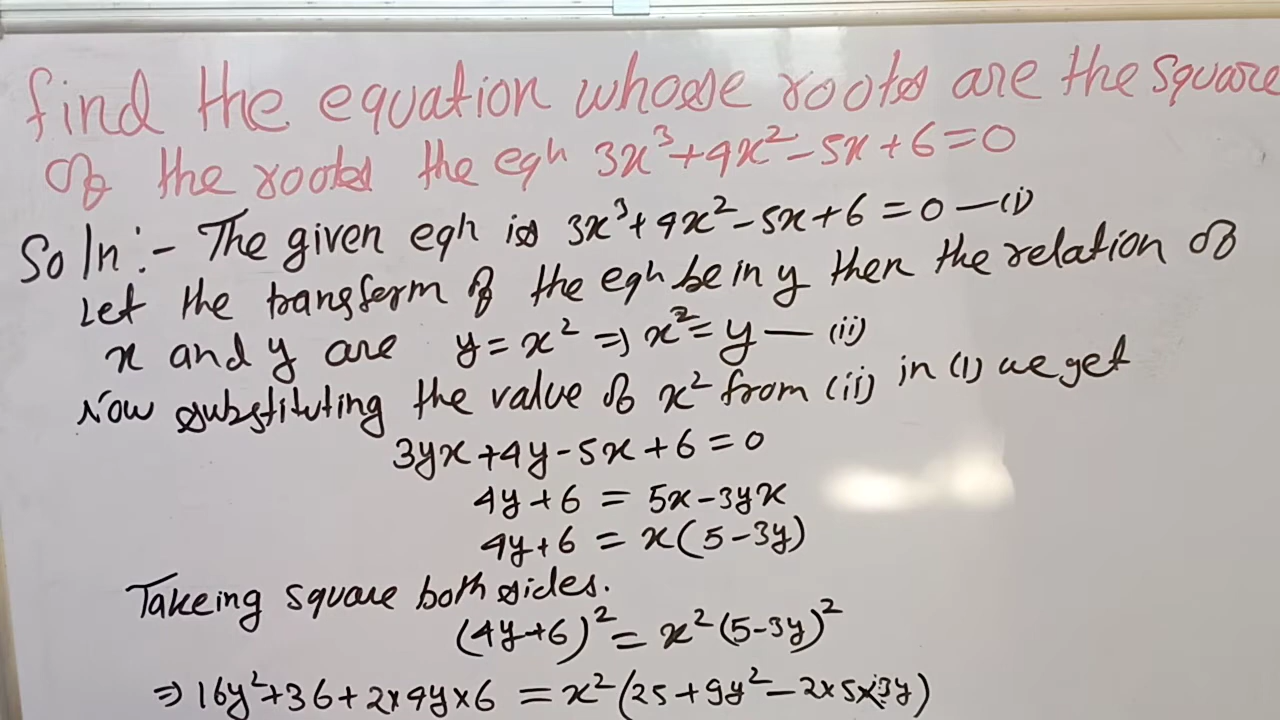 find the equation whose roots are the square
of the roots the eqn 3x³+4x²-5x+6=0
Soln:- The given eqn is 3x³+4x²-5x+6=0 —(i)
Let the transferm of the eqn be in y then the relation of
x and y are y=x² ⇒ x²=y — (ii)
Now substituting the value of x² from (ii) in (1) we get
3yx+4y-5x+6=0
4y+6 = 5x-3yx
4y+6 = x(5-3y)
Takeing square both sides.
(4y+6)² = x²(5-3y)²
⇒ 16y²+36+2×4y×6 = x²(25+9y²-2×5×3y)